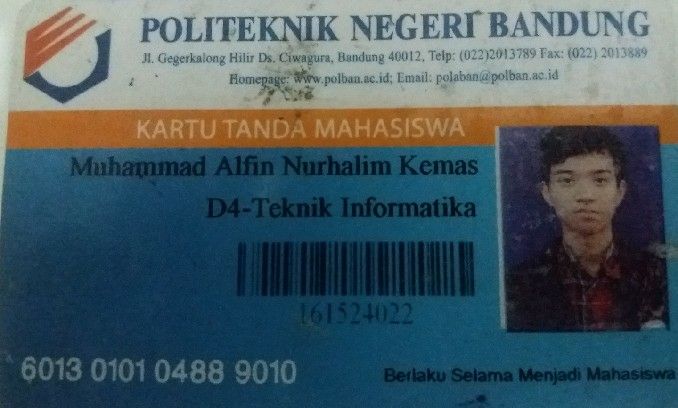 POLITEKNIK NEGERI BANDUNG
Jl. Gegerkalong Hilir Ds. Ciwagura, Bandung 40012, Telp: (022)2013789 Fax: (022) 2013889
Homepage: www.polban.ac.id; Email: polaban@polban.ac.id
KARTU TANDA MAHASISWA
Muhammad Alfin Nurhalim Kemas
D4-Teknik Informatika
161524022
6013 0101 0488 9010
Berlaku Selama Menjadi Mahasiswa